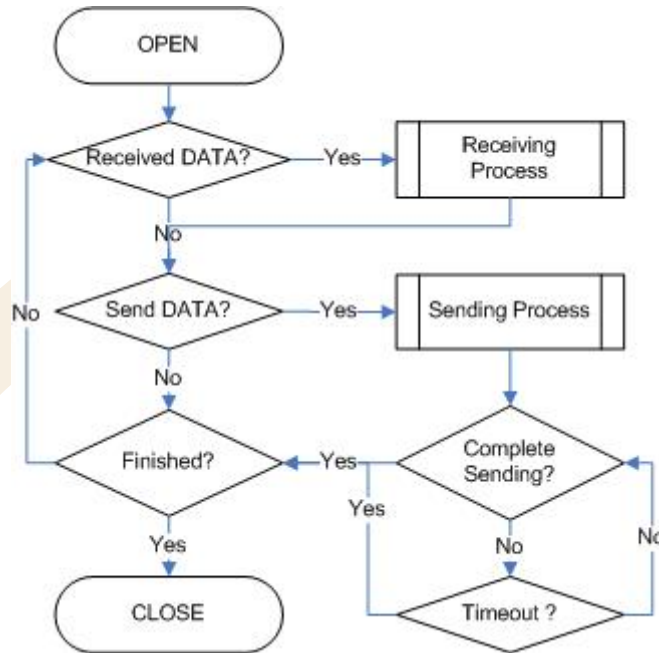 OPEN
Received DATA?
Yes
Receiving
Process
No
Send DATA?
Yes
Sending Process
No
No
Finished?
Yes
Complete
Sending?
Yes
Yes
No
No
CLOSE
Timeout ?